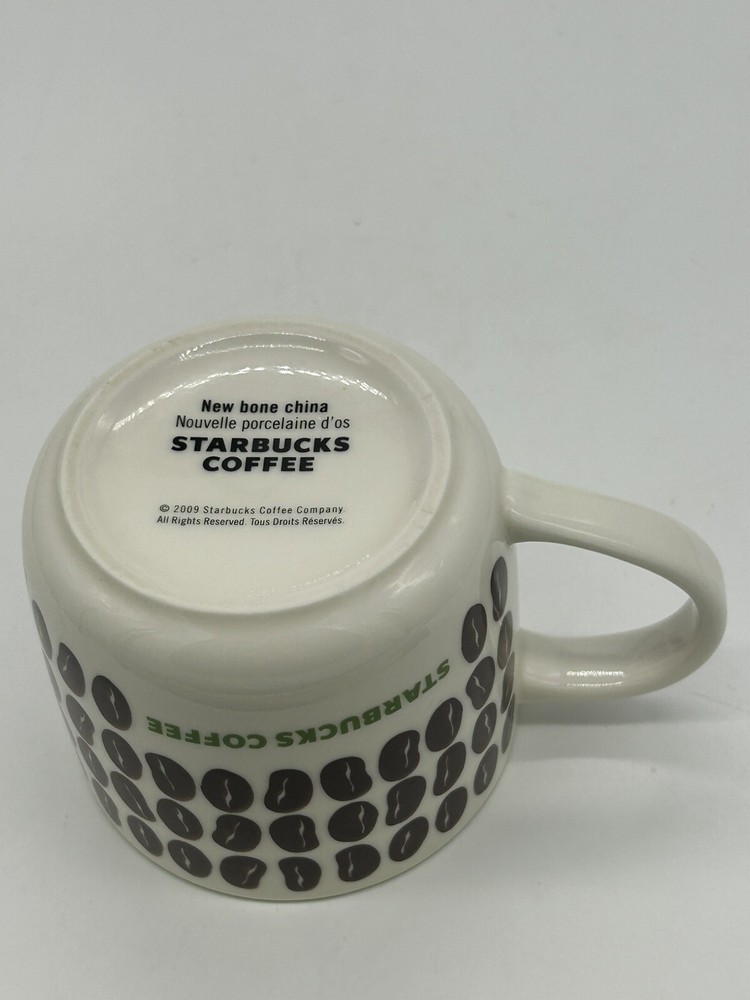 New bone china
Nouvelle porcelaine d'os
STARBUCKS
COFFEE
© 2009 Starbucks Coffee Company.
All Rights Reserved. Tous Droits Réservés.
STARBUCKS COFFEE